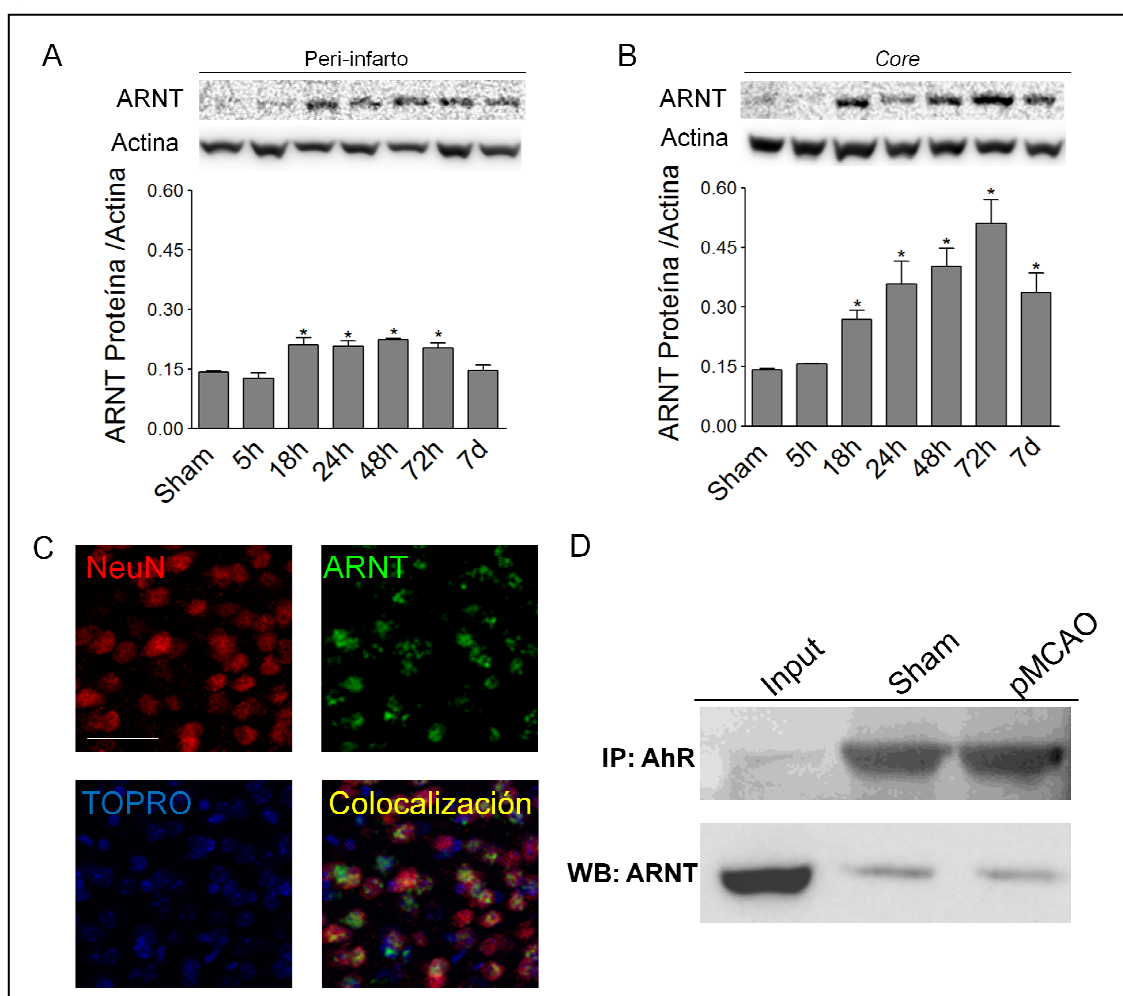 A
Peri-infarto
ARNT
Actina
ARNT Proteína /Actina
0.60
0.45
0.30
0.15
0.00
* * * *
Sham 5h 18h 24h 48h 72h 7d
B
Core
ARNT
Actina
ARNT Proteína /Actina
0.60
0.45
0.30
0.15
0.00
* * * * *
Sham 5h 18h 24h 48h 72h 7d
C
NeuN
ARNT
TOPRO
Colocalización
D
Input Sham pMCAO
IP: AhR
WB: ARNT